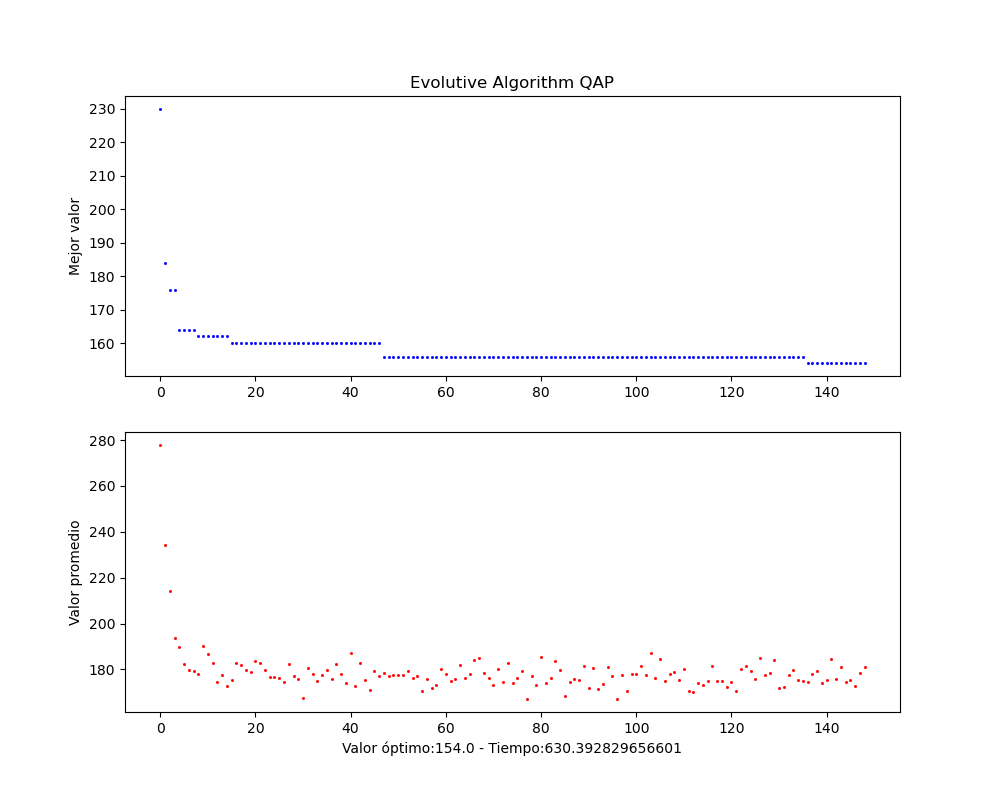 Evolutive Algorithm QAP
Mejor valor
230
220
210
200
190
180
170
160
0 20 40 60 80 100 120 140
Valor promedio
280
260
240
220
200
180
0 20 40 60 80 100 120 140
Valor óptimo:154.0 - Tiempo:630.392829656601